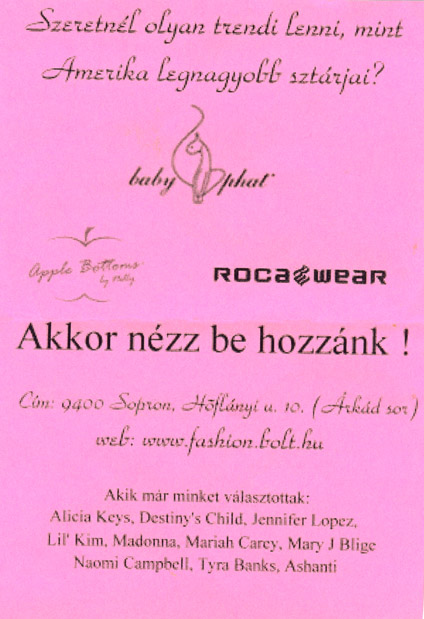 Szeretnél olyan trendi lenni, mint
Amerika legnagyobb sztárjai?
baby phat
Apple Bottoms
by Nelly
ROCAWEAR
Akkor nézz be hozzánk !
Cím: 9400 Sopron, Hőflányi u. 10. (Árkád sor)
web: www.fashion.bolt.hu
Akik már minket választottak:
Alicia Keys, Destiny's Child, Jennifer Lopez,
Lil' Kim, Madonna, Mariah Carey, Mary J Blige
Naomi Campbell, Tyra Banks, Ashanti